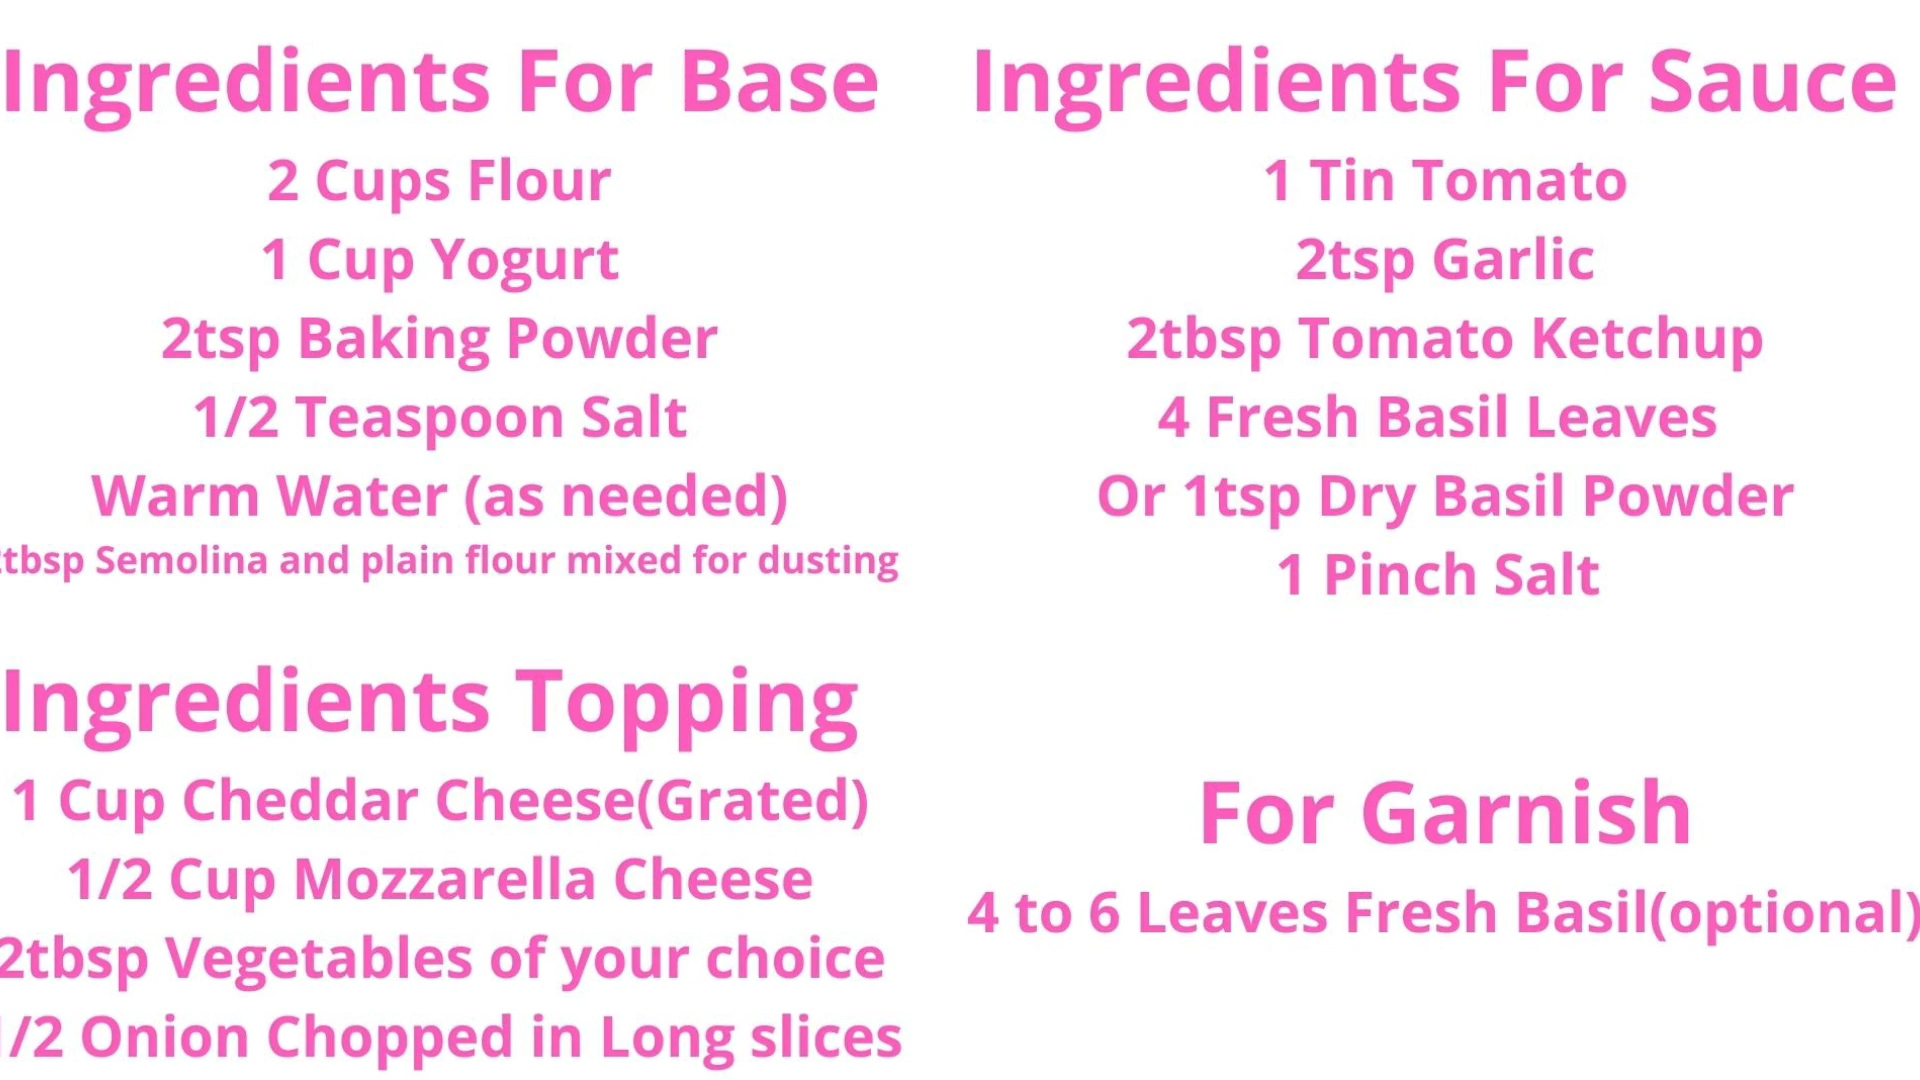 Ingredients For Base
2 Cups Flour
1 Cup Yogurt
2tsp Baking Powder
1/2 Teaspoon Salt
Warm Water (as needed)
tbsp Semolina and plain flour mixed for dusting
Ingredients Topping
1 Cup Cheddar Cheese(Grated)
1/2 Cup Mozzarella Cheese
2tbsp Vegetables of your choice
/2 Onion Chopped in Long slices
Ingredients For Sauce
1 Tin Tomato
2tsp Garlic
2tbsp Tomato Ketchup
4 Fresh Basil Leaves
Or 1tsp Dry Basil Powder
1 Pinch Salt
For Garnish
4 to 6 Leaves Fresh Basil(optional)